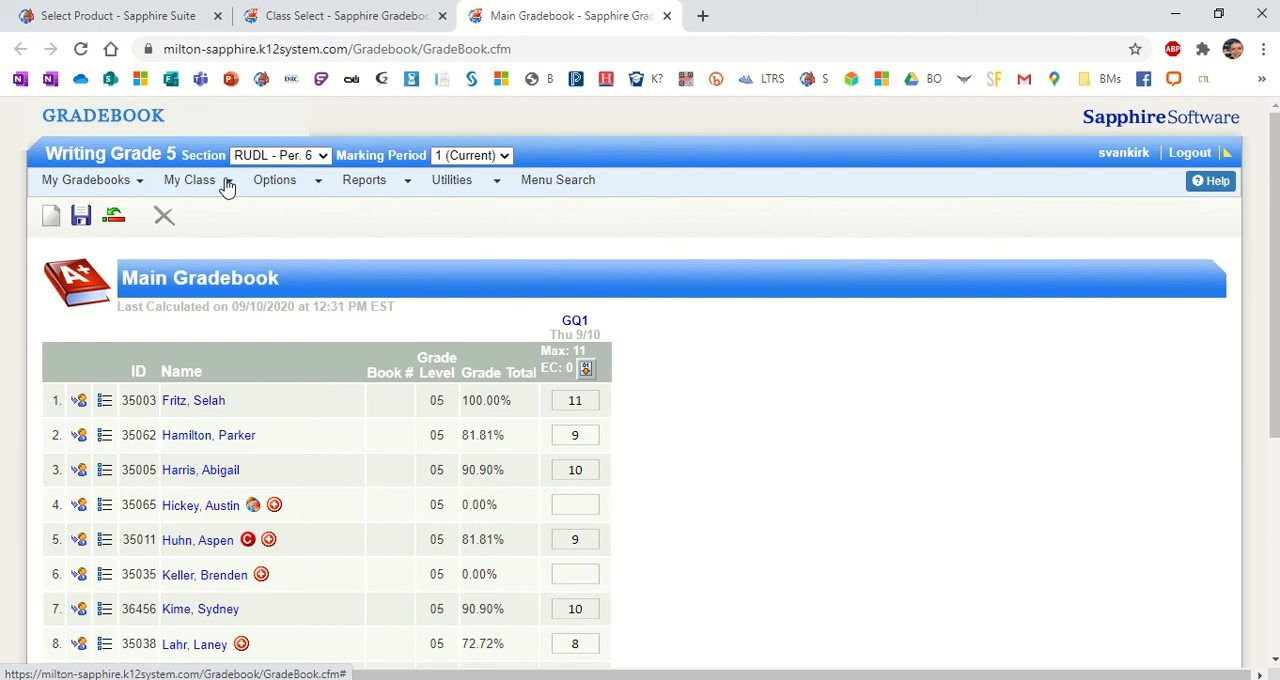 Select Product - Sapphire Suite
Class Select - Sapphire Gradeboo
Main Gradebook - Sapphire Grad
milton-sapphire.k12system.com/Gradebook/GradeBook.cfm
ABP
B K? LTRS S BO SF BMs CTL »
GRADEBOOK
SapphireSoftware
Writing Grade 5 Section RUDL - Per. 6 Marking Period 1 (Current) svankirk Logout
My Gradebooks My Class Options Reports Utilities Menu Search Help
A+
Main Gradebook
Last Calculated on 09/10/2020 at 12:31 PM EST
GQ1
Thu 9/10
Max: 11
EC: 0
ID Name Book # Grade Level Grade Total
1. 35003 Fritz, Selah 05 100.00% 11
2. 35062 Hamilton, Parker 05 81.81% 9
3. 35005 Harris, Abigail 05 90.90% 10
4. 35065 Hickey, Austin 05 0.00%
5. 35011 Huhn, Aspen C 05 81.81% 9
6. 35035 Keller, Brenden 05 0.00%
7. 36456 Kime, Sydney 05 90.90% 10
8. 35038 Lahr, Laney 05 72.72% 8
https://milton-sapphire.k12system.com/Gradebook/GradeBook.cfm#